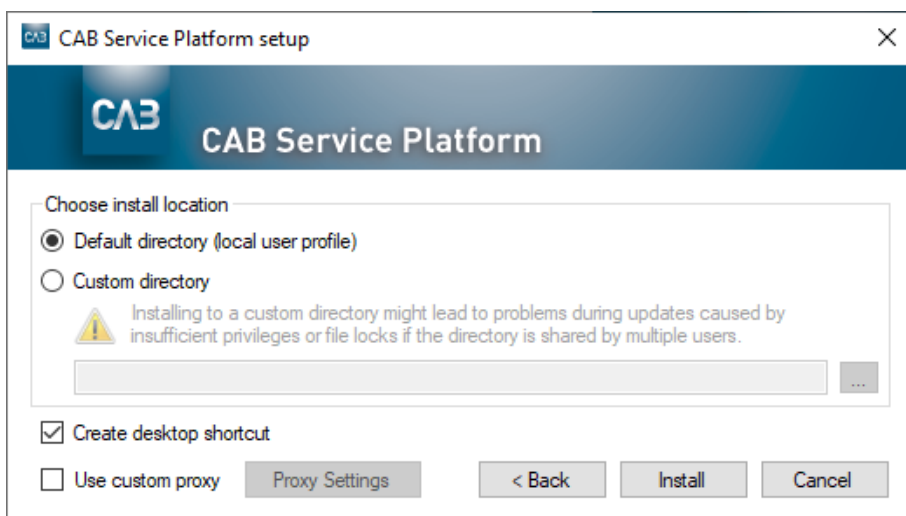 CAB CAB Service Platform setup
CAB
CAB Service Platform
Choose install location
Default directory (local user profile)
Custom directory
Installing to a custom directory might lead to problems during updates caused by
insufficient privileges or file locks if the directory is shared by multiple users.
...
Create desktop shortcut
Use custom proxy Proxy Settings < Back Install Cancel